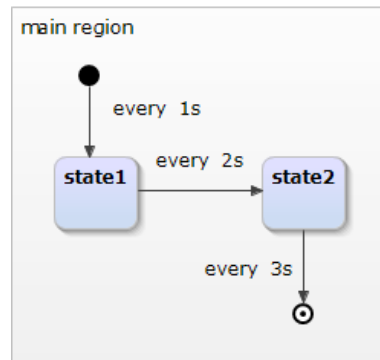 main region
every 1s
every 2s
state1
state2
every 3s